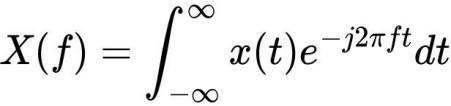 X(f) = ∫_{-∞}^{∞} x(t)e^{-j2πft}dt